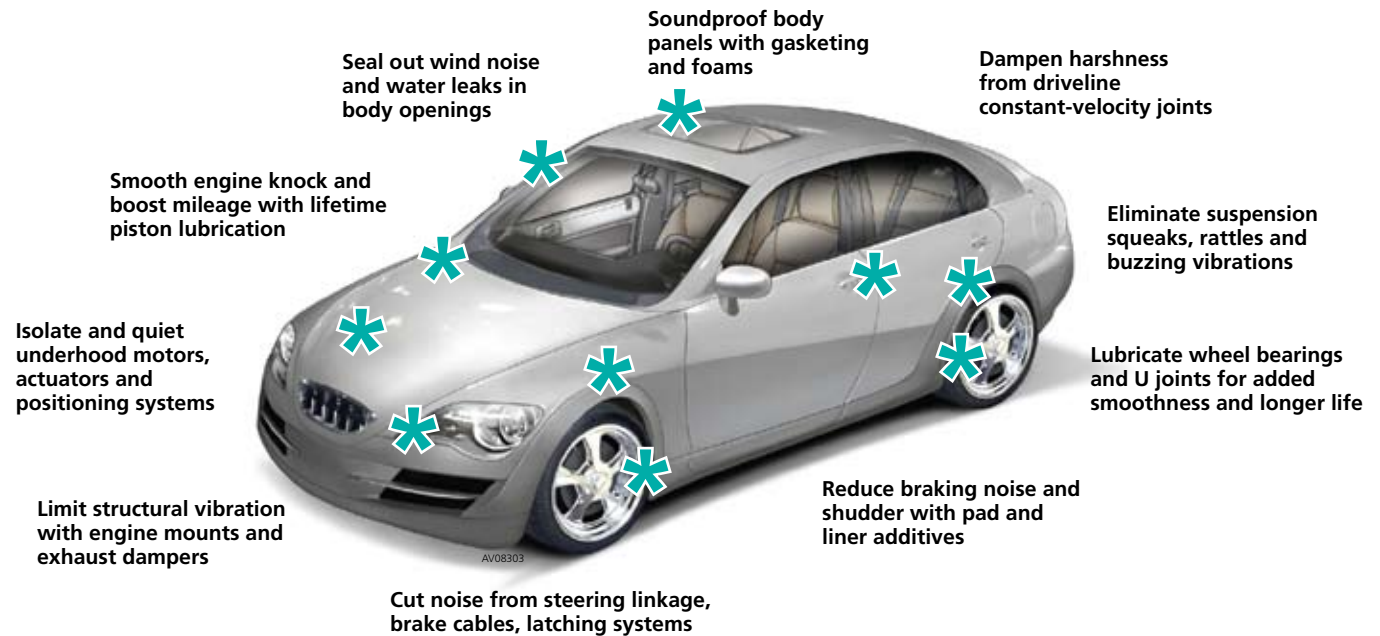 Soundproof body
panels with gasketing
and foams
Seal out wind noise
and water leaks in
body openings
Dampen harshness
from driveline
constant-velocity joints
Smooth engine knock and
boost mileage with lifetime
piston lubrication
Eliminate suspension
squeaks, rattles and
buzzing vibrations
Isolate and quiet
underhood motors,
actuators and
positioning systems
Lubricate wheel bearings
and U joints for added
smoothness and longer life
Limit structural vibration
with engine mounts and
exhaust dampers
Reduce braking noise and
shudder with pad and
liner additives
AV08303
Cut noise from steering linkage,
brake cables, latching systems